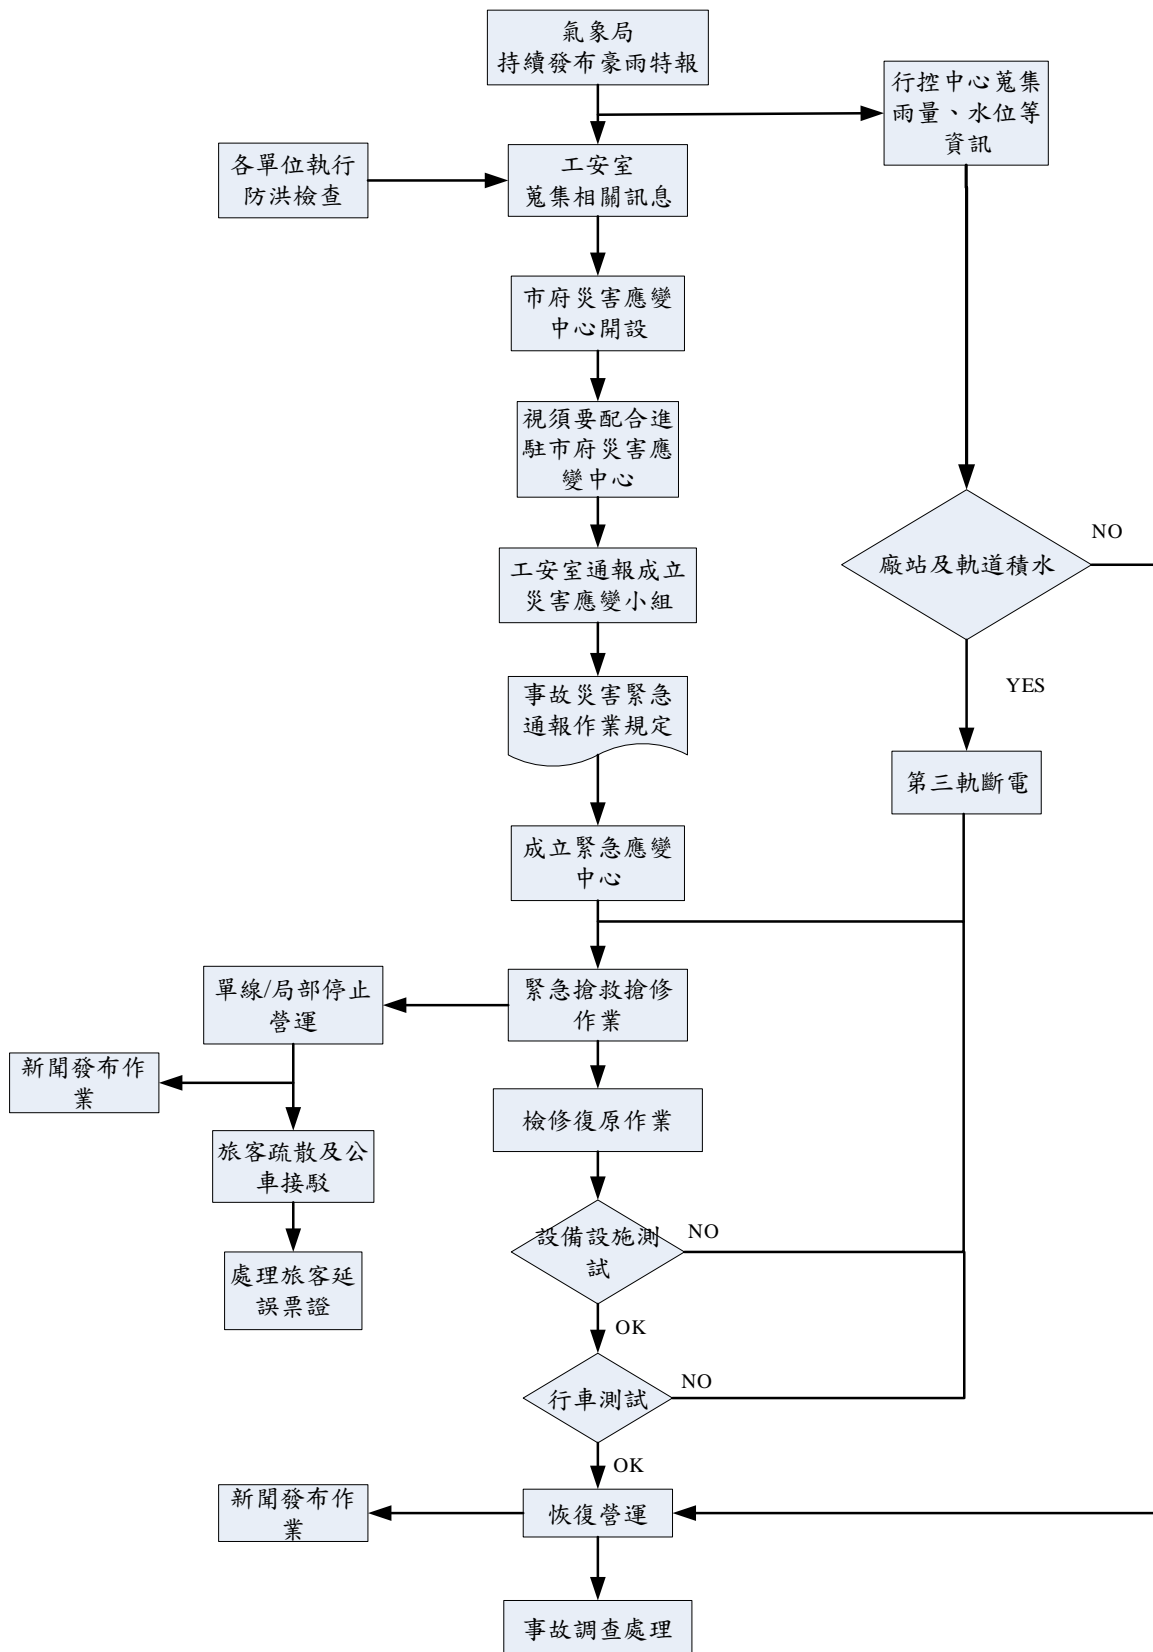 氣象局
持續發布豪雨特報
行控中心蒐集
雨量、水位等
資訊
各單位執行
防洪檢查
工安室
蒐集相關訊息
市府災害應變
中心開設
視須要配合進
駐市府災害應
變中心
廠站及軌道積水
NO
工安室通報成立
災害應變小組
YES
事故災害緊急
通報作業規定
第三軌斷電
成立緊急應變
中心
單線/局部停止
營運
緊急搶救搶修
作業
新聞發布作
業
檢修復原作業
旅客疏散及公
車接駁
設備設施測
試
NO
處理旅客延
誤票證
OK
行車測試
NO
OK
新聞發布作
業
恢復營運
事故調查處理